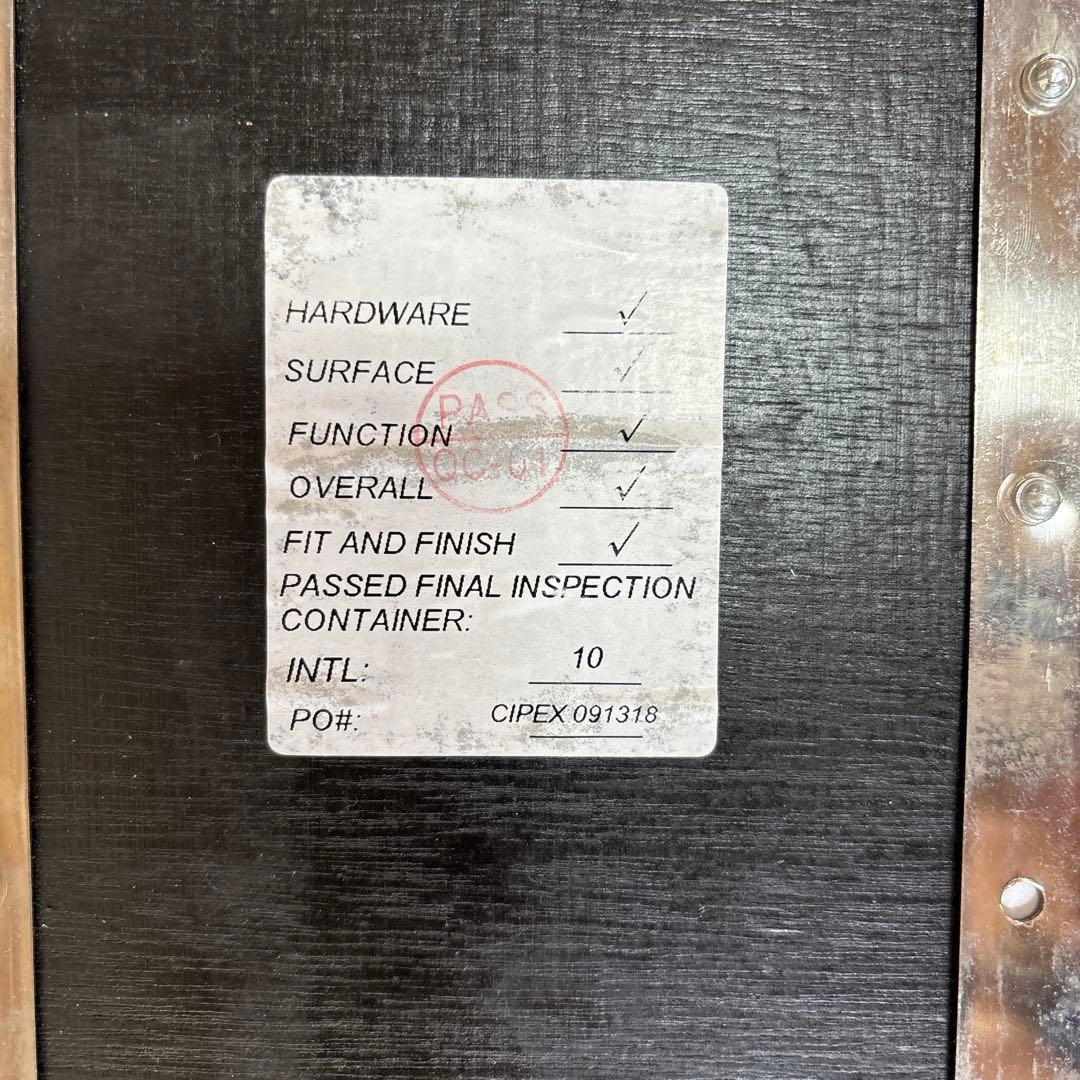 HARDWARE ✓
SURFACE ✓
PASS
FUNCTION ✓
QC-01
OVERALL ✓
FIT AND FINISH ✓
PASSED FINAL INSPECTION
CONTAINER:
INTL: 10
PO#: CIPEX 091318